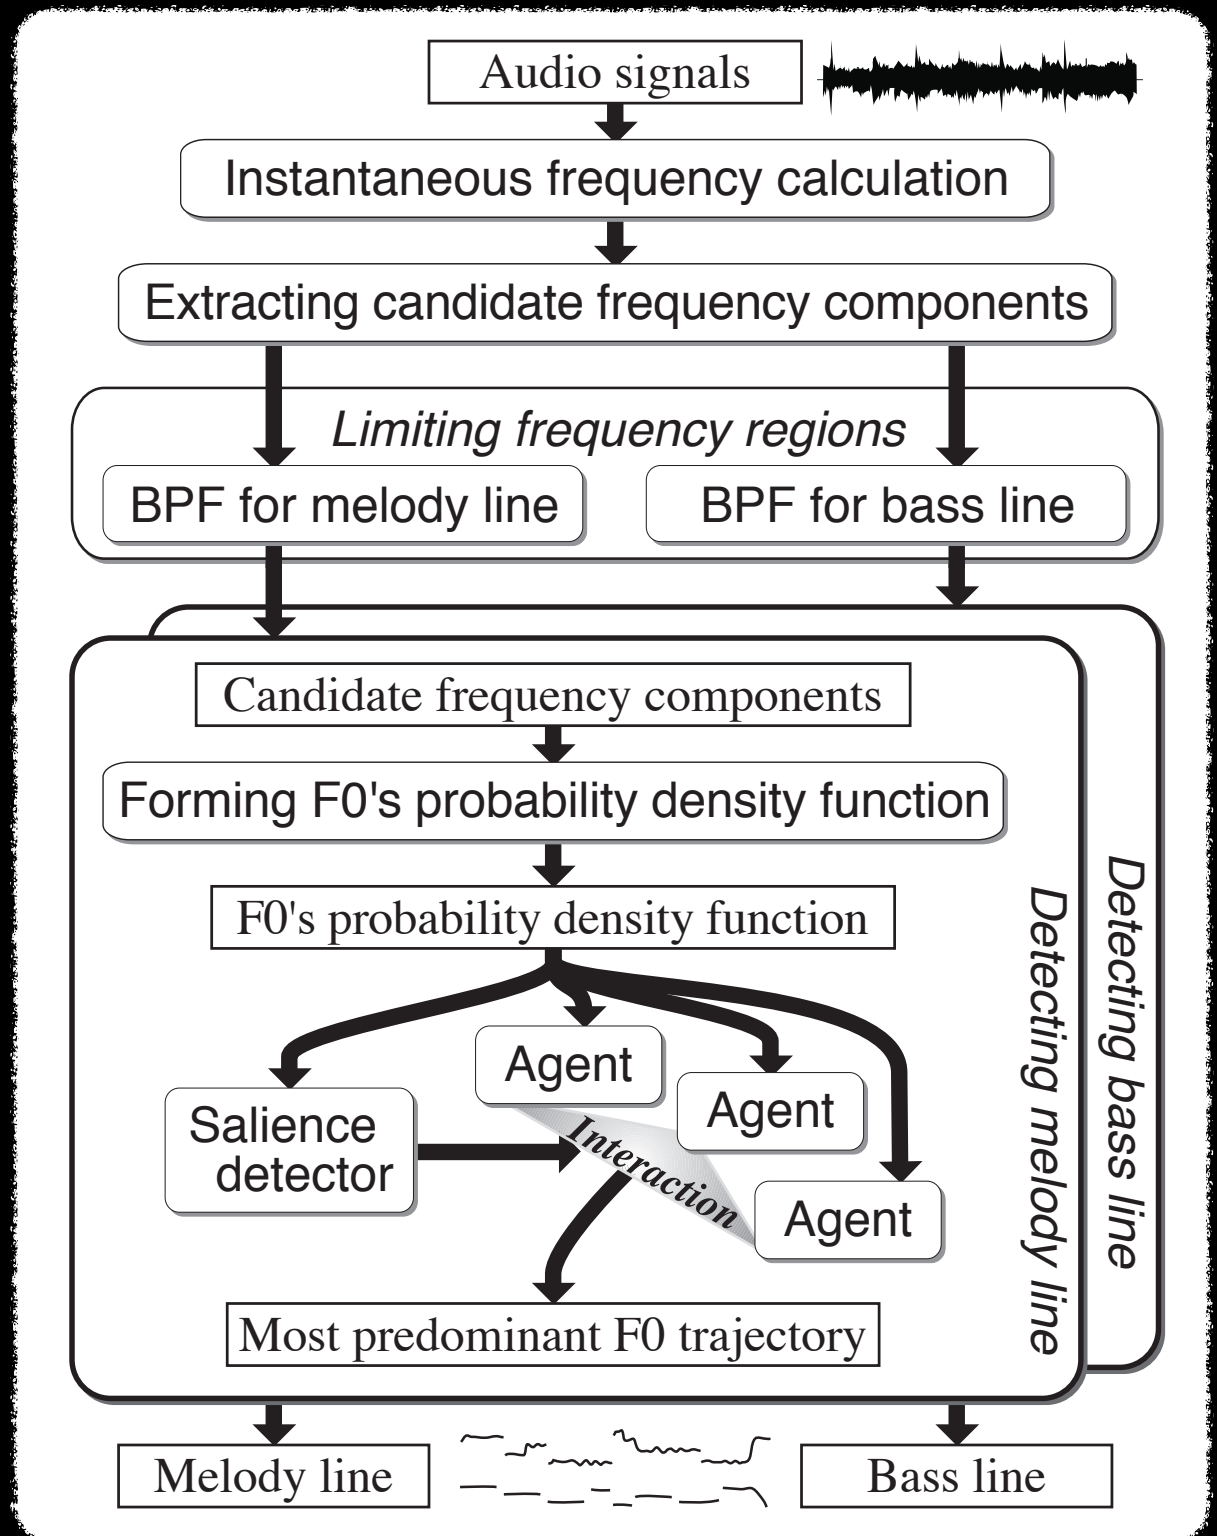 Audio signals
Instantaneous frequency calculation
Extracting candidate frequency components
Limiting frequency regions
BPF for melody line
BPF for bass line
Candidate frequency components
Forming F0's probability density function
F0's probability density function
Agent
Agent
Agent
Salience
detector
Interaction
Most predominant F0 trajectory
Detecting melody line
Detecting bass line
Melody line
Bass line